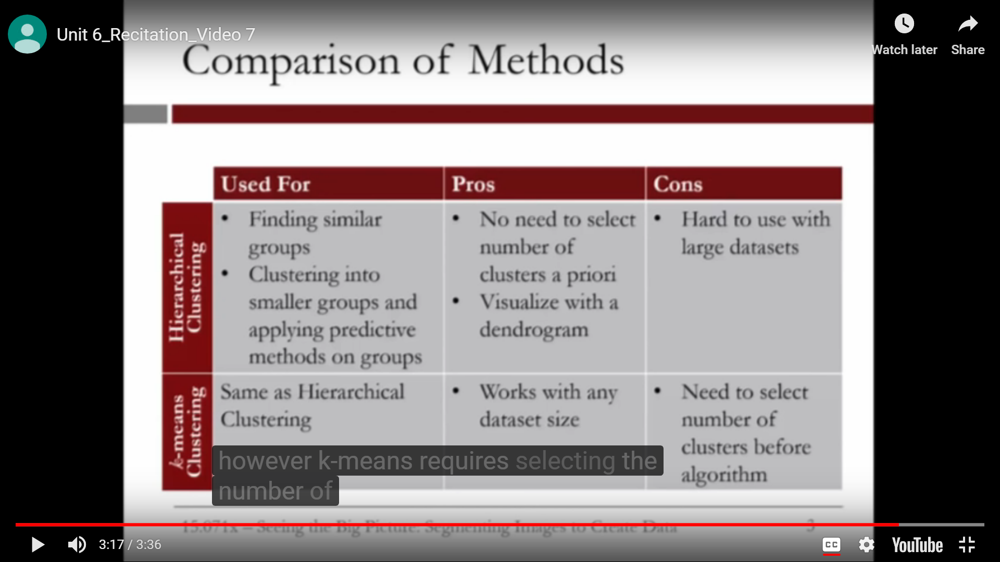 Unit 6_Recitation_Video 7
Watch later
Share
Comparison of Methods
Used For
Pros
Cons
Hierarchical
Clustering
• Finding similar
groups
• Clustering into
smaller groups and
applying predictive
methods on groups
• No need to select
number of
clusters a priori
• Visualize with a
dendrogram
• Hard to use with
large datasets
k-means
Clustering
Same as Hierarchical
Clustering
• Works with any
dataset size
• Need to select
number of
clusters before
algorithm
however k-means requires selecting the
number of
15.071x – Seeing the Big Picture: Segmenting Images to Create Data
3
3:17 / 3:36
CC
YouTube